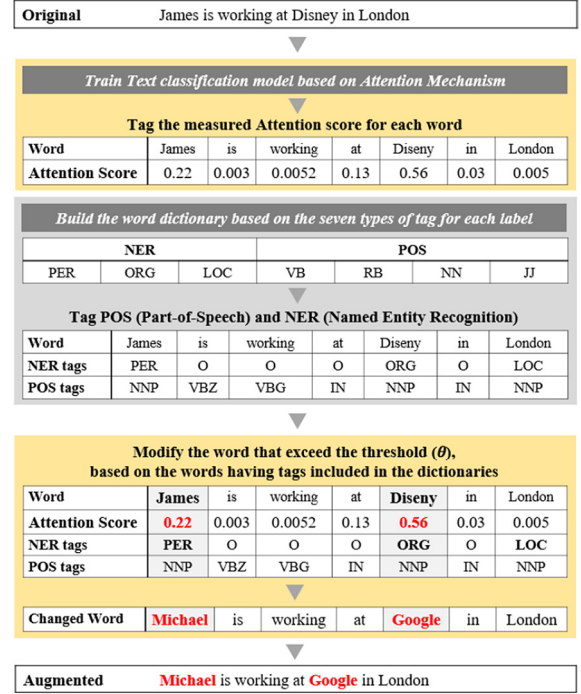 Original James is working at Disney in London
Train Text classification model based on Attention Mechanism
Tag the measured Attention score for each word
Word James is working at Diseny in London
Attention Score 0.22 0.003 0.0052 0.13 0.56 0.03 0.005
Build the word dictionary based on the seven types of tag for each label
NER POS
PER ORG LOC VB RB NN JJ
Tag POS (Part-of-Speech) and NER (Named Entity Recognition)
Word James is working at Diseny in London
NER tags PER O O O ORG O LOC
POS tags NNP VBZ VBG IN NNP IN NNP
Modify the word that exceed the threshold (θ),
based on the words having tags included in the dictionaries
Word James is working at Diseny in London
Attention Score 0.22 0.003 0.0052 0.13 0.56 0.03 0.005
NER tags PER O O O ORG O LOC
POS tags NNP VBZ VBG IN NNP IN NNP
Changed Word Michael is working at Google in London
Augmented Michael is working at Google in London